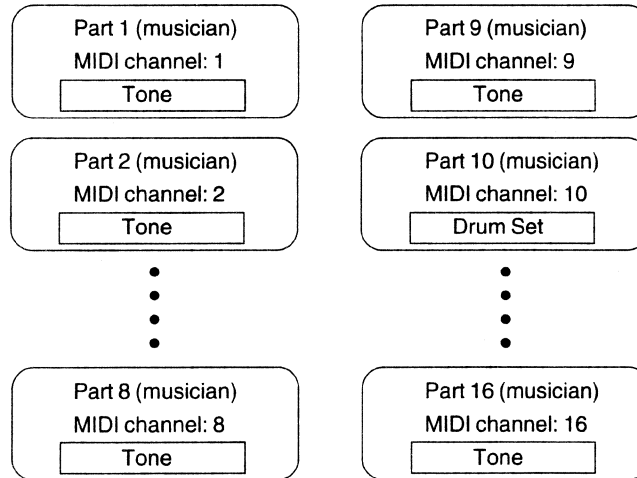 Part 1 (musician)
MIDI channel: 1
Tone
Part 2 (musician)
MIDI channel: 2
Tone
Part 8 (musician)
MIDI channel: 8
Tone
Part 9 (musician)
MIDI channel: 9
Tone
Part 10 (musician)
MIDI channel: 10
Drum Set
Part 16 (musician)
MIDI channel: 16
Tone